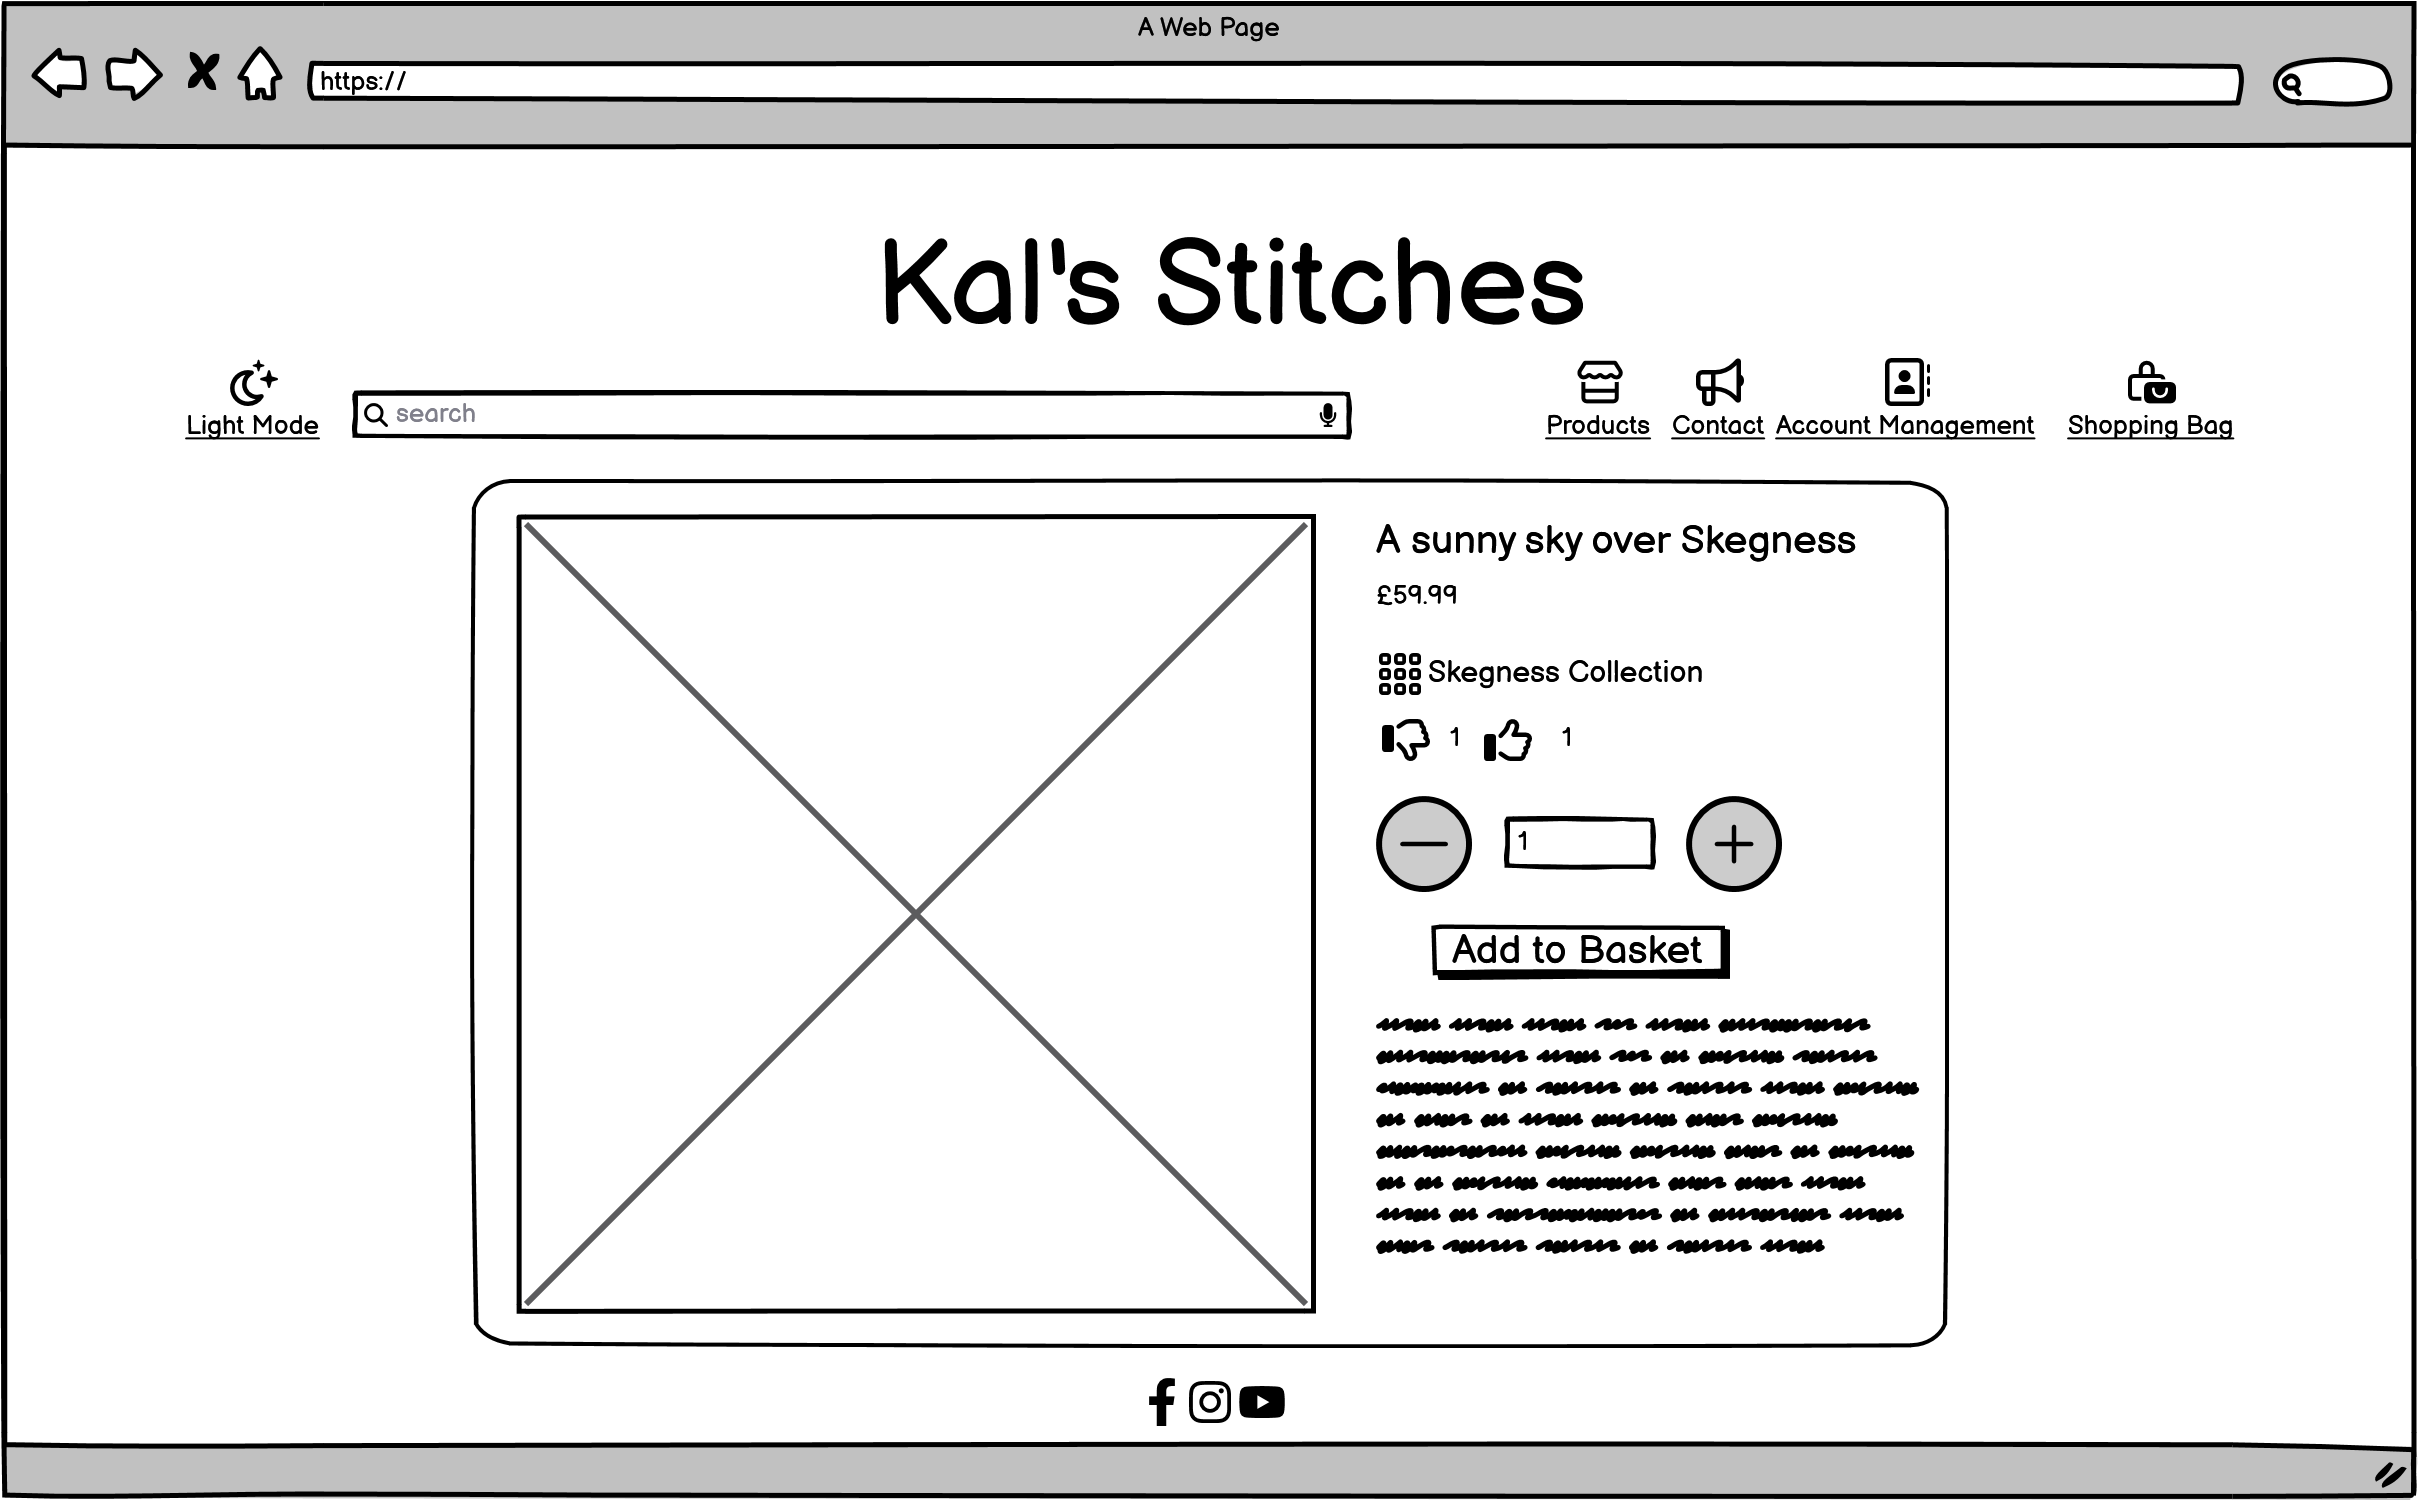 A Web Page
https://
Kal's Stitches
Light Mode
search
Products
Contact
Account Management
Shopping Bag
A sunny sky over Skegness
£59.99
Skegness Collection
1
1
1
Add to Basket